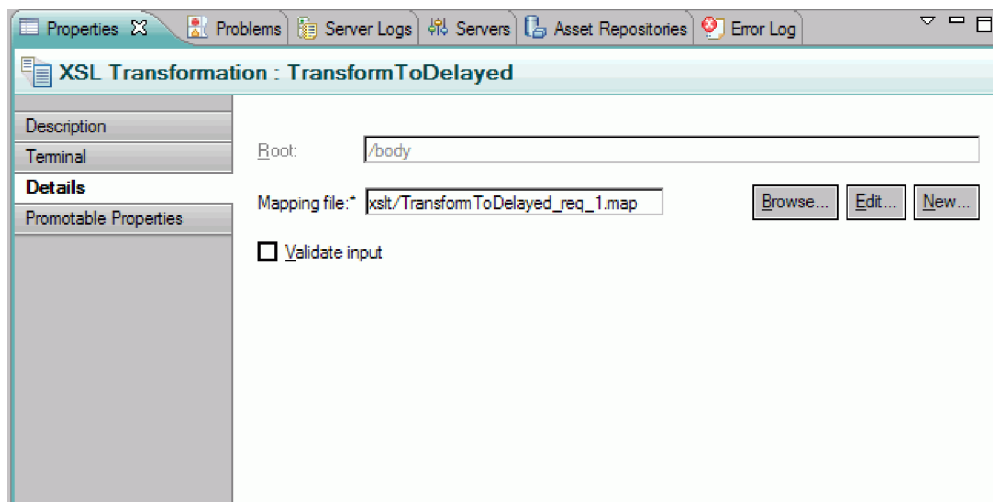 Properties Problems Server Logs Servers Asset Repositories Error Log
XSL Transformation : TransformToDelayed
Description
Terminal
Details
Promotable Properties
Root: /body
Mapping file:* xslt/TransformToDelayed_req_1.map Browse... Edit... New...
Validate input